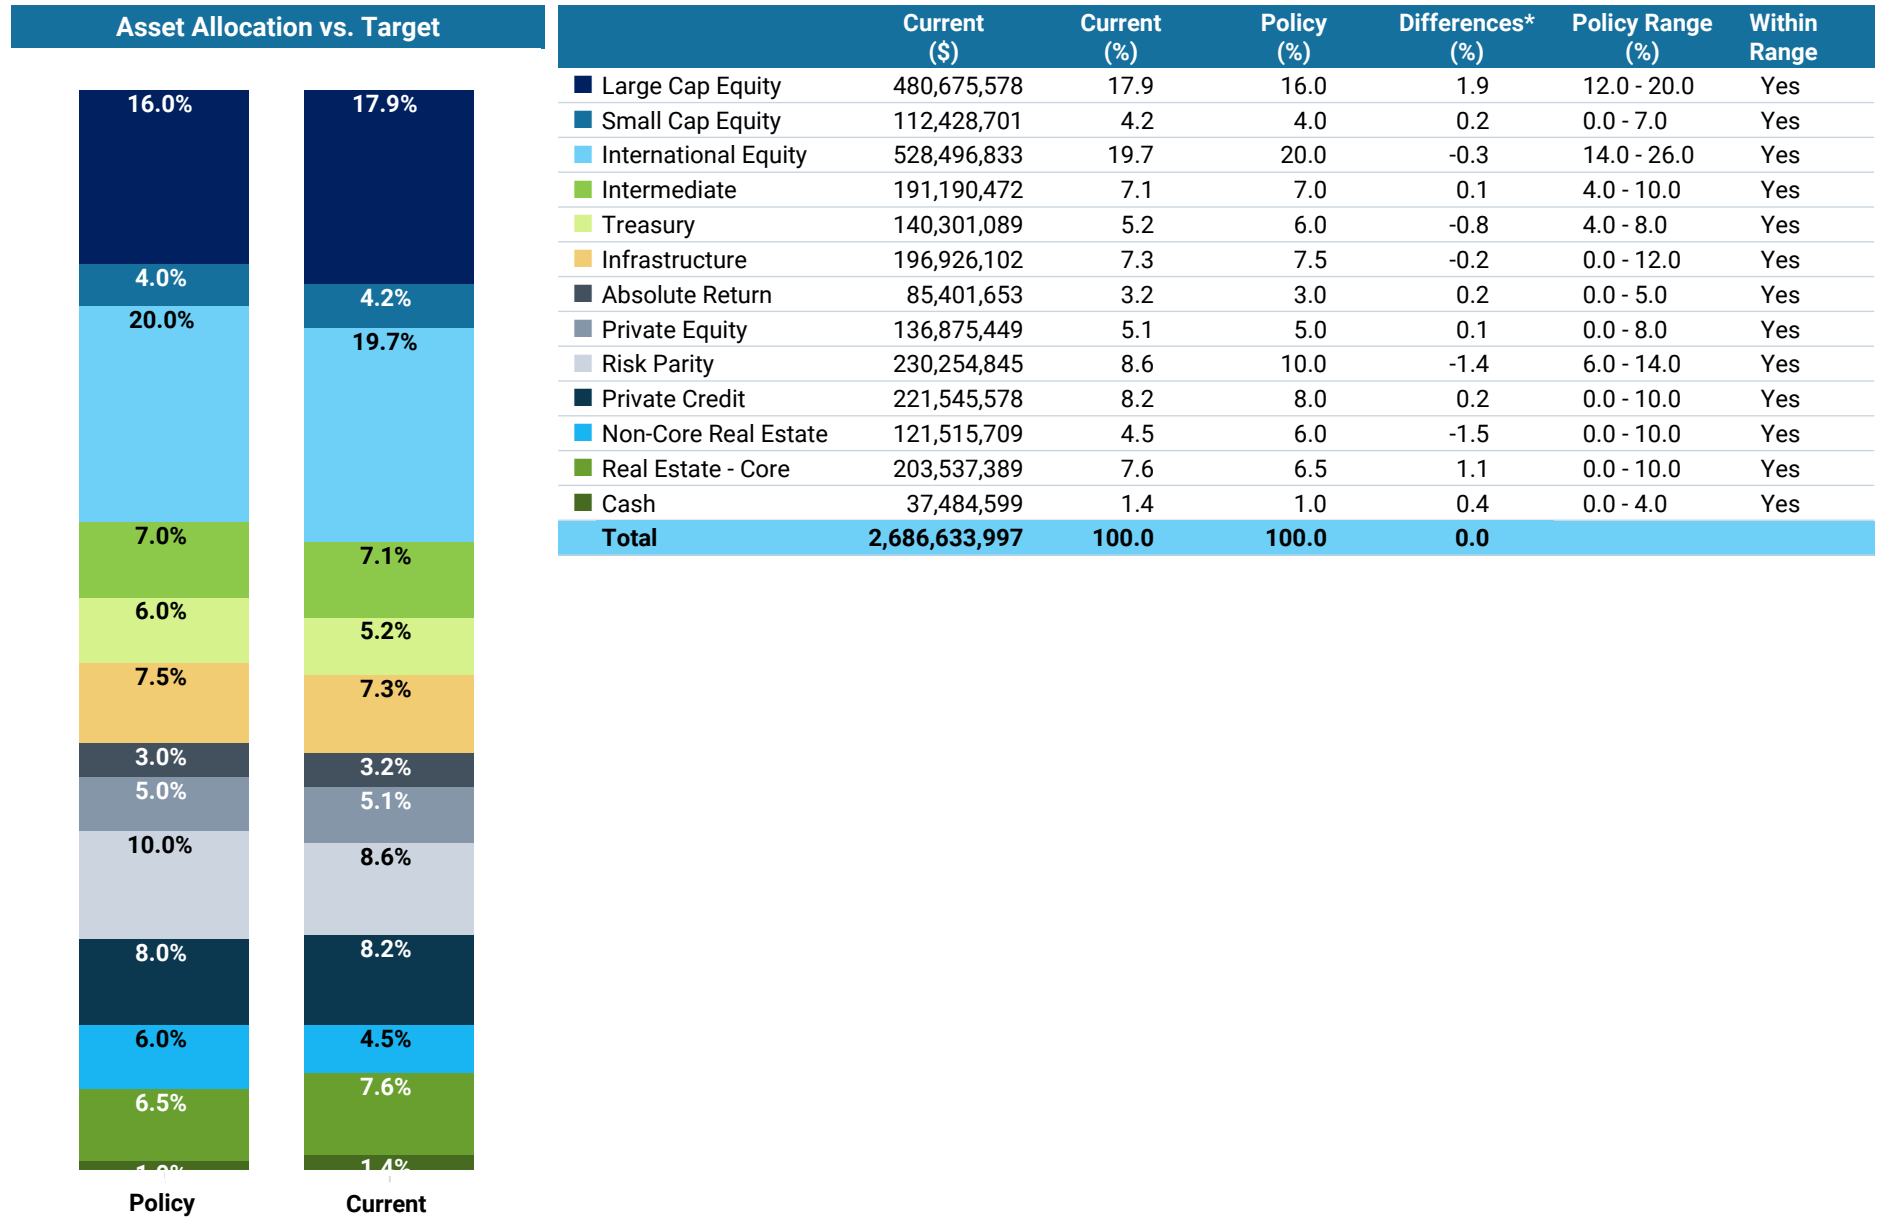 Asset Allocation vs. Target
16.0%
4.0%
20.0%
7.0%
6.0%
7.5%
3.0%
5.0%
10.0%
8.0%
6.0%
6.5%
Policy
17.9%
4.2%
19.7%
7.1%
5.2%
7.3%
3.2%
5.1%
8.6%
8.2%
4.5%
7.6%
1.4%
Current
Current ($) Current (%) Policy (%) Differences* (%) Policy Range (%) Within Range
Large Cap Equity 480,675,578 17.9 16.0 1.9 12.0 - 20.0 Yes
Small Cap Equity 112,428,701 4.2 4.0 0.2 0.0 - 7.0 Yes
International Equity 528,496,833 19.7 20.0 -0.3 14.0 - 26.0 Yes
Intermediate 191,190,472 7.1 7.0 0.1 4.0 - 10.0 Yes
Treasury 140,301,089 5.2 6.0 -0.8 4.0 - 8.0 Yes
Infrastructure 196,926,102 7.3 7.5 -0.2 0.0 - 12.0 Yes
Absolute Return 85,401,653 3.2 3.0 0.2 0.0 - 5.0 Yes
Private Equity 136,875,449 5.1 5.0 0.1 0.0 - 8.0 Yes
Risk Parity 230,254,845 8.6 10.0 -1.4 6.0 - 14.0 Yes
Private Credit 221,545,578 8.2 8.0 0.2 0.0 - 10.0 Yes
Non-Core Real Estate 121,515,709 4.5 6.0 -1.5 0.0 - 10.0 Yes
Real Estate - Core 203,537,389 7.6 6.5 1.1 0.0 - 10.0 Yes
Cash 37,484,599 1.4 1.0 0.4 0.0 - 4.0 Yes
Total 2,686,633,997 100.0 100.0 0.0